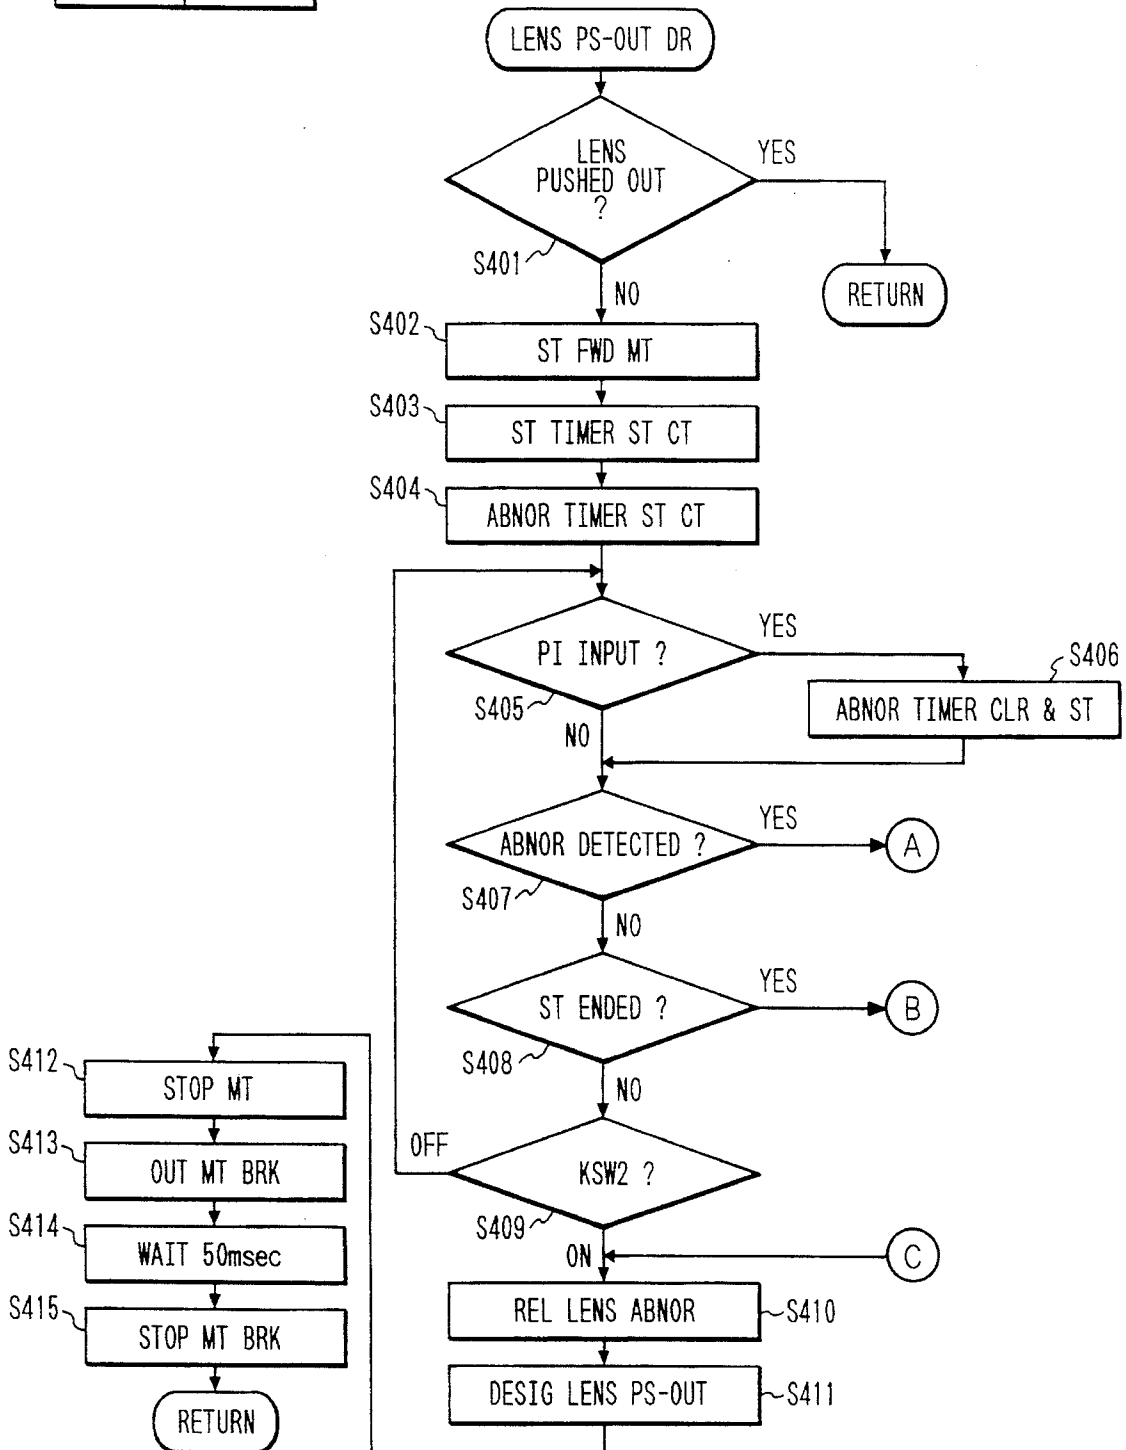 LENS PS-OUT DR
LENS
PUSHED OUT
?
YES
S401
NO
RETURN
S402
ST FWD MT
S403
ST TIMER ST CT
S404
ABNOR TIMER ST CT
PI INPUT ?
YES
S405
S406
ABNOR TIMER CLR & ST
NO
ABNOR DETECTED ?
YES
A
S407
NO
ST ENDED ?
YES
B
S408
NO
KSW2 ?
OFF
S409
ON
C
REL LENS ABNOR
S410
DESIG LENS PS-OUT
S411
S412
STOP MT
S413
OUT MT BRK
S414
WAIT 50msec
S415
STOP MT BRK
RETURN